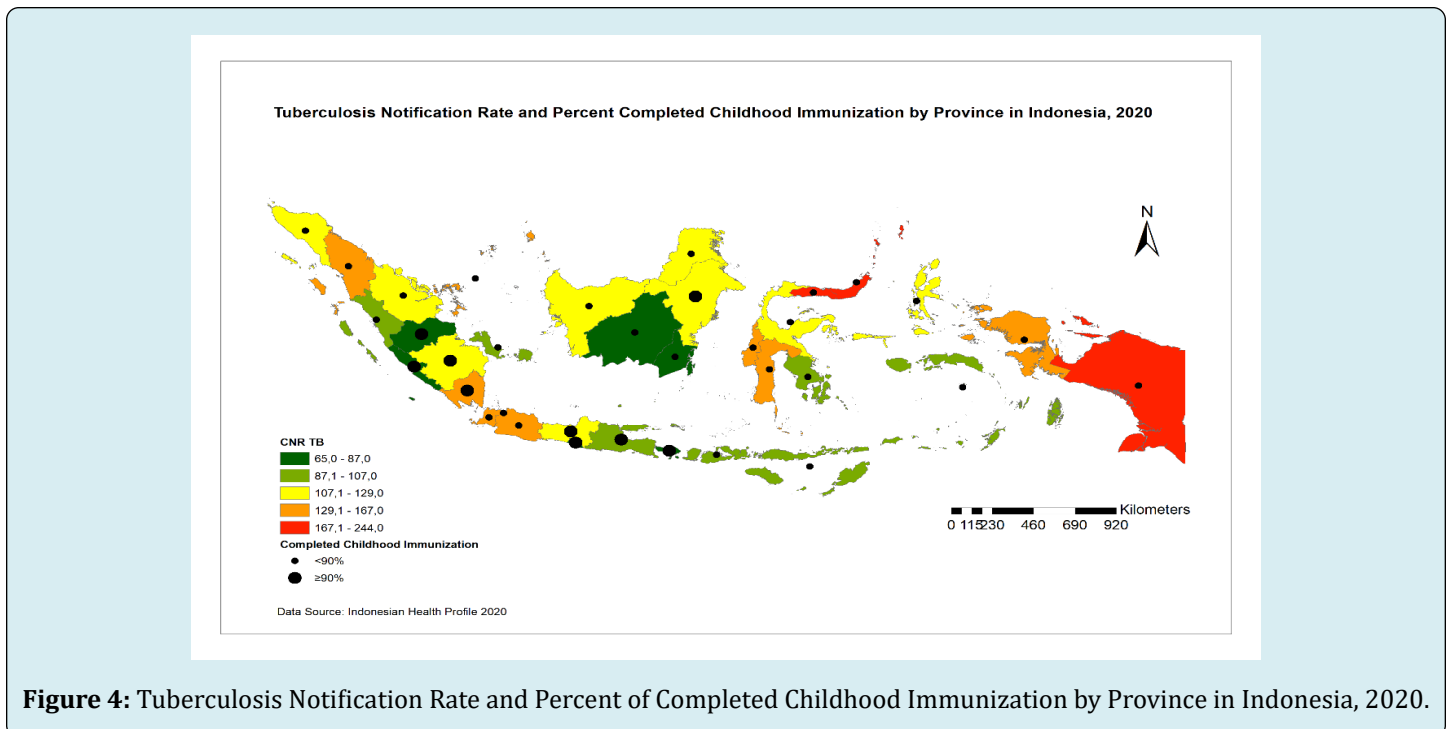 Tuberculosis Notification Rate and Percent Completed Childhood Immunization by Province in Indonesia, 2020
N
CNR TB
65,0 - 87,0
87,1 - 107,0
107,1 - 129,0
129,1 - 167,0
167,1 - 244,0
Completed Childhood Immunization
<90%
≥90%
Kilometers
0 115 230 460 690 920
Data Source: Indonesian Health Profile 2020
Figure 4: Tuberculosis Notification Rate and Percent of Completed Childhood Immunization by Province in Indonesia, 2020.